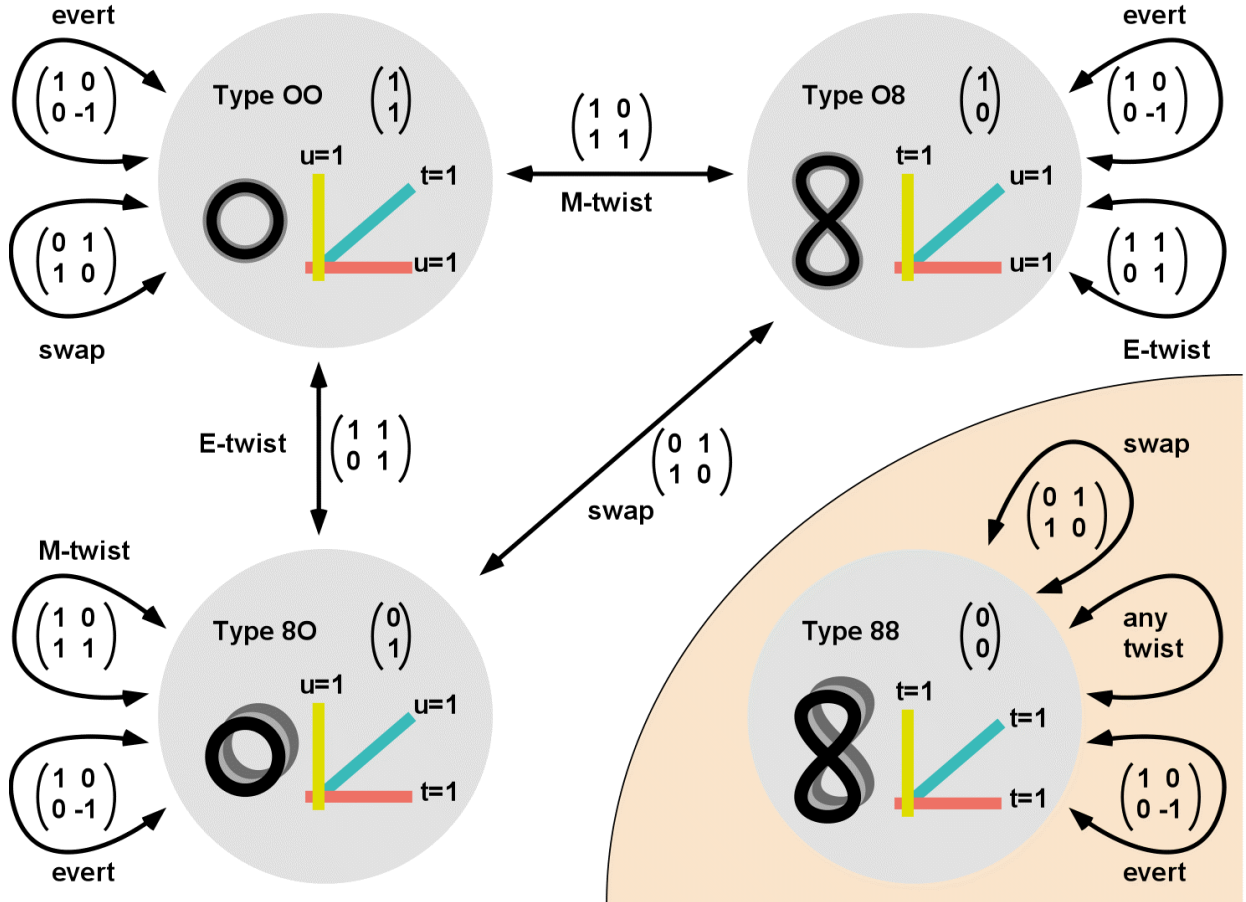 evert
(1 0
0 -1)
Type OO
(1
1)
u=1
t=1
u=1
(0 1
1 0)
swap
(1 0
1 1)
M-twist
Type O8
(1
0)
t=1
u=1
u=1
evert
(1 0
0 -1)
(1 1
0 1)
E-twist
E-twist
(1 1
0 1)
(0 1
1 0)
swap
M-twist
(1 0
1 1)
Type 8O
(0
1)
u=1
u=1
t=1
(1 0
0 -1)
evert
swap
(0 1
1 0)
Type 88
(0
0)
t=1
t=1
t=1
any
twist
(1 0
0 -1)
evert